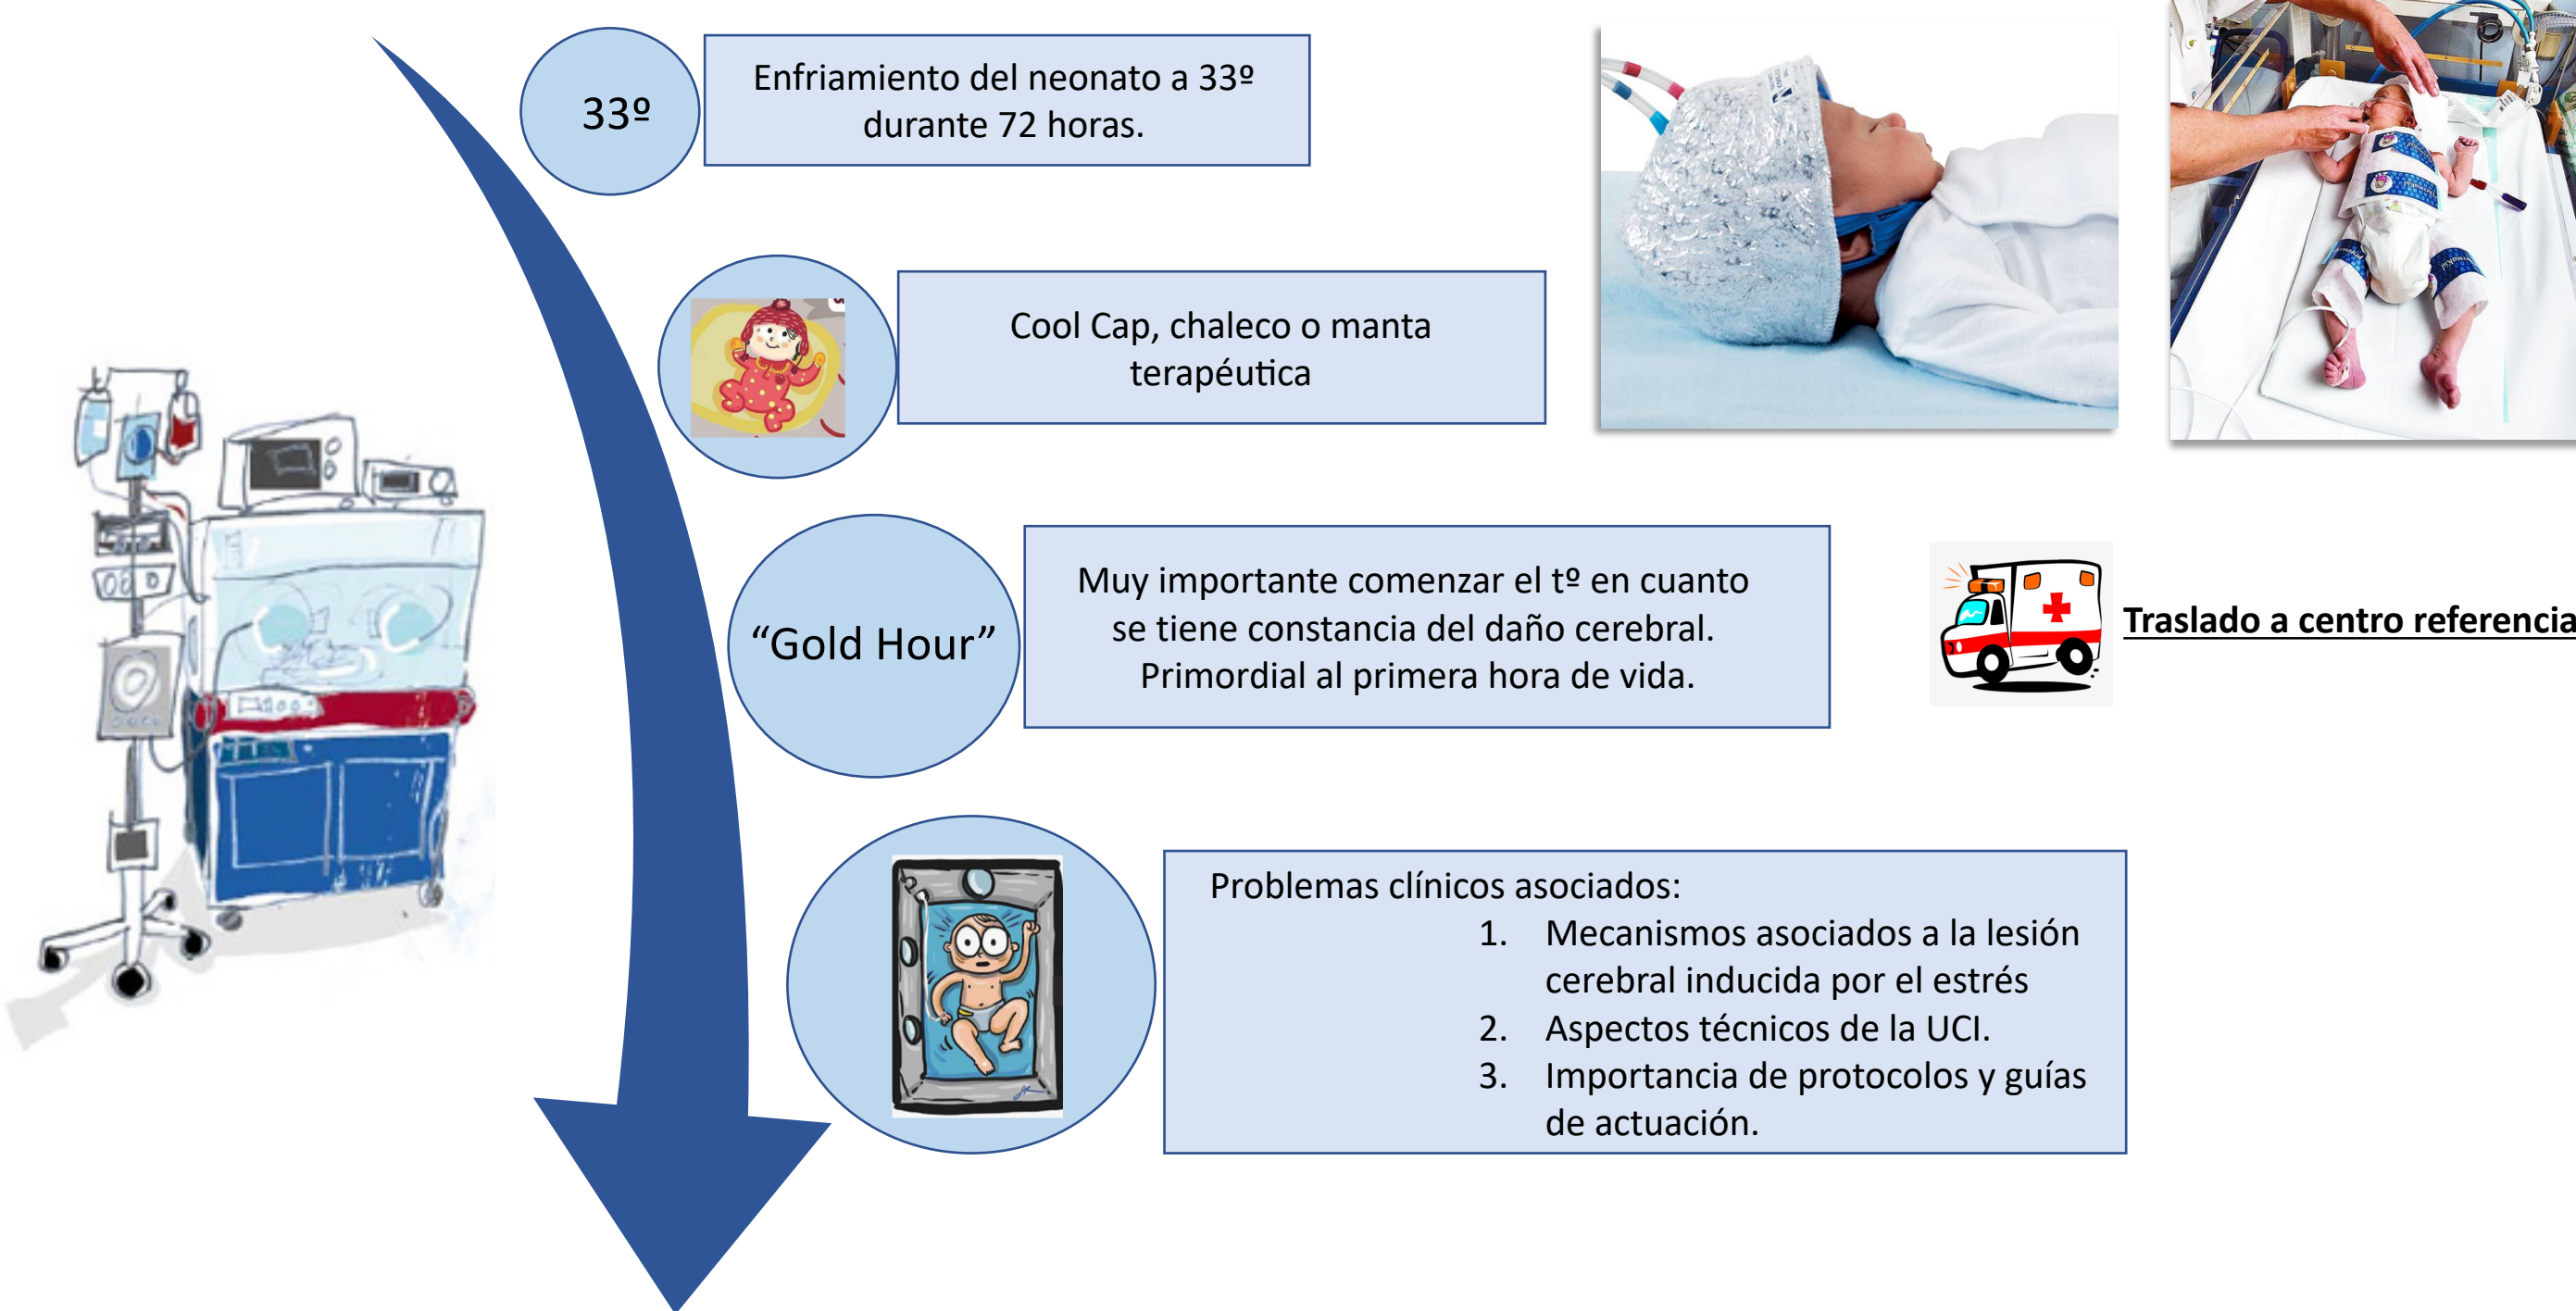 33º
Enfriamiento del neonato a 33º
durante 72 horas.
Cool Cap, chaleco o manta
terapéutica
“Gold Hour”
Muy importante comenzar el tº en cuanto
se tiene constancia del daño cerebral.
Primordial al primera hora de vida.
Traslado a centro referencia
Problemas clínicos asociados:
1. Mecanismos asociados a la lesión
cerebral inducida por el estrés
2. Aspectos técnicos de la UCI.
3. Importancia de protocolos y guías
de actuación.